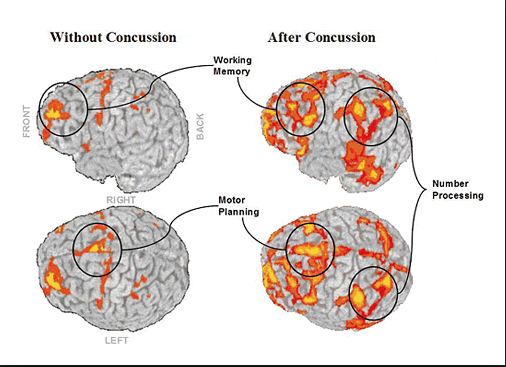 Without Concussion
After Concussion
Working
Memory
FRONT
BACK
RIGHT
Number
Processing
Motor
Planning
LEFT